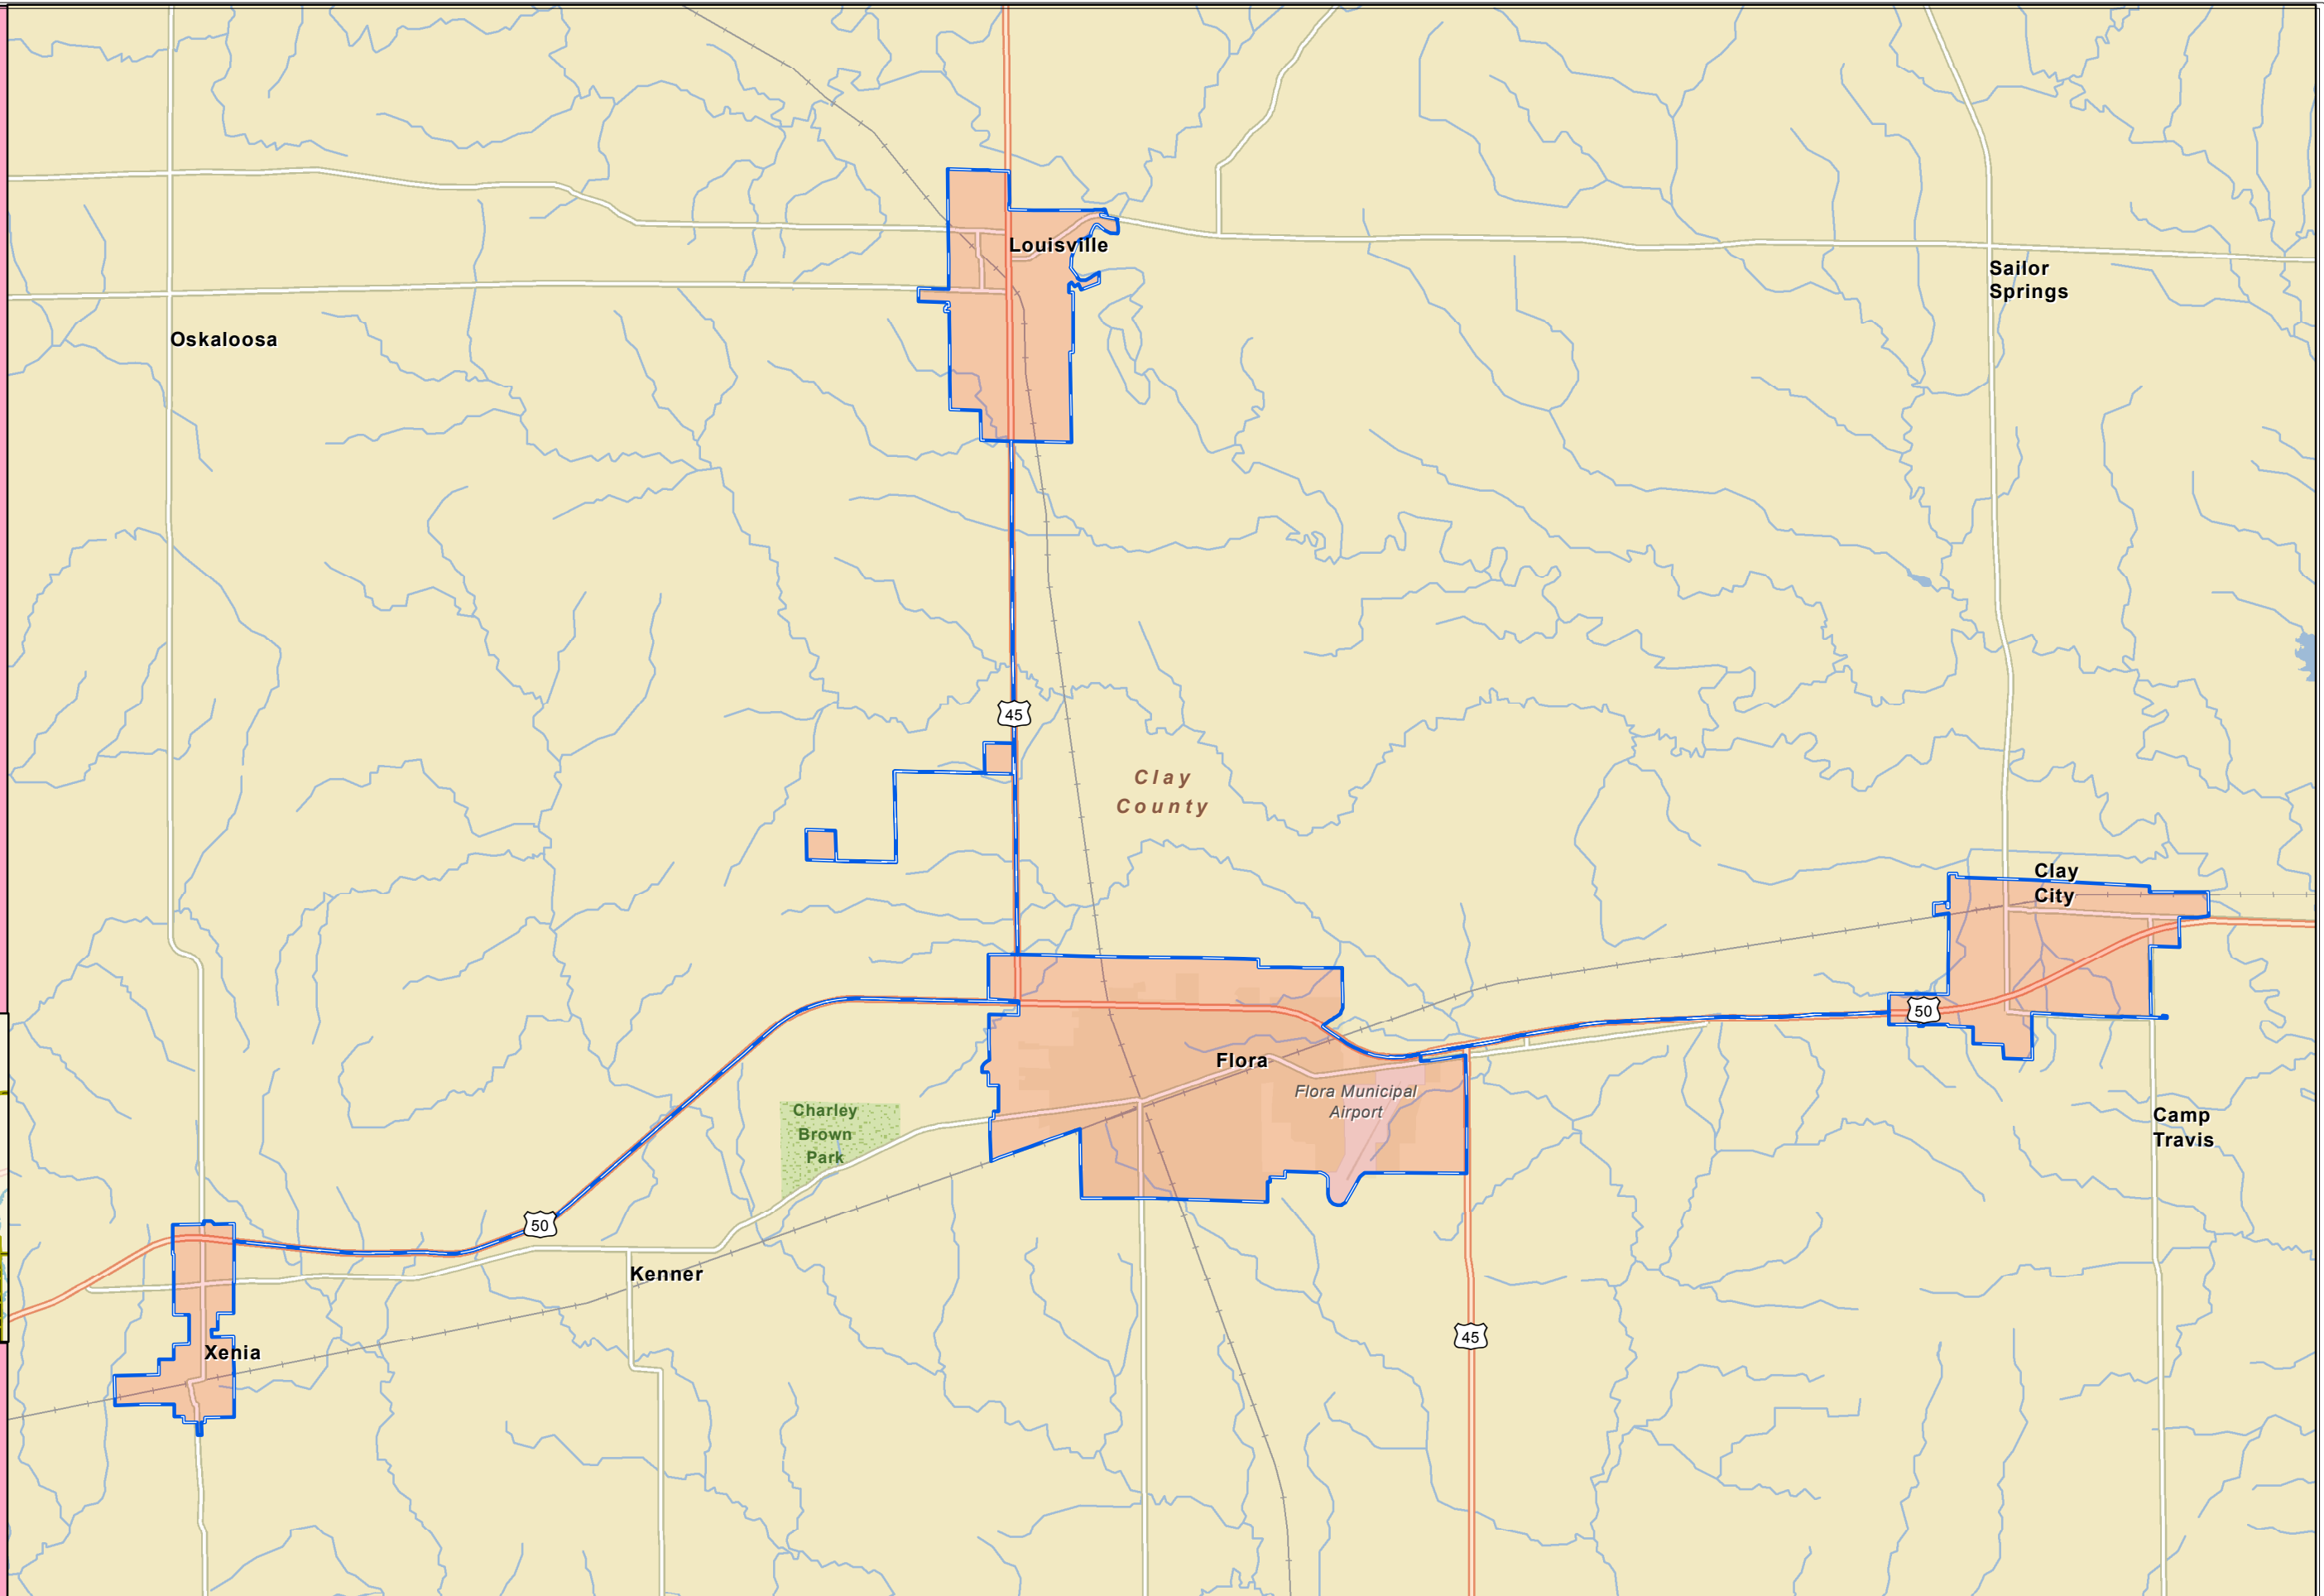 Louisville
Sailor
Springs
Oskaloosa
45
Clay
County
Clay
City
50
Flora
Flora Municipal
Airport
Charley
Brown
Park
Camp
Travis
50
Kenner
45
Xenia